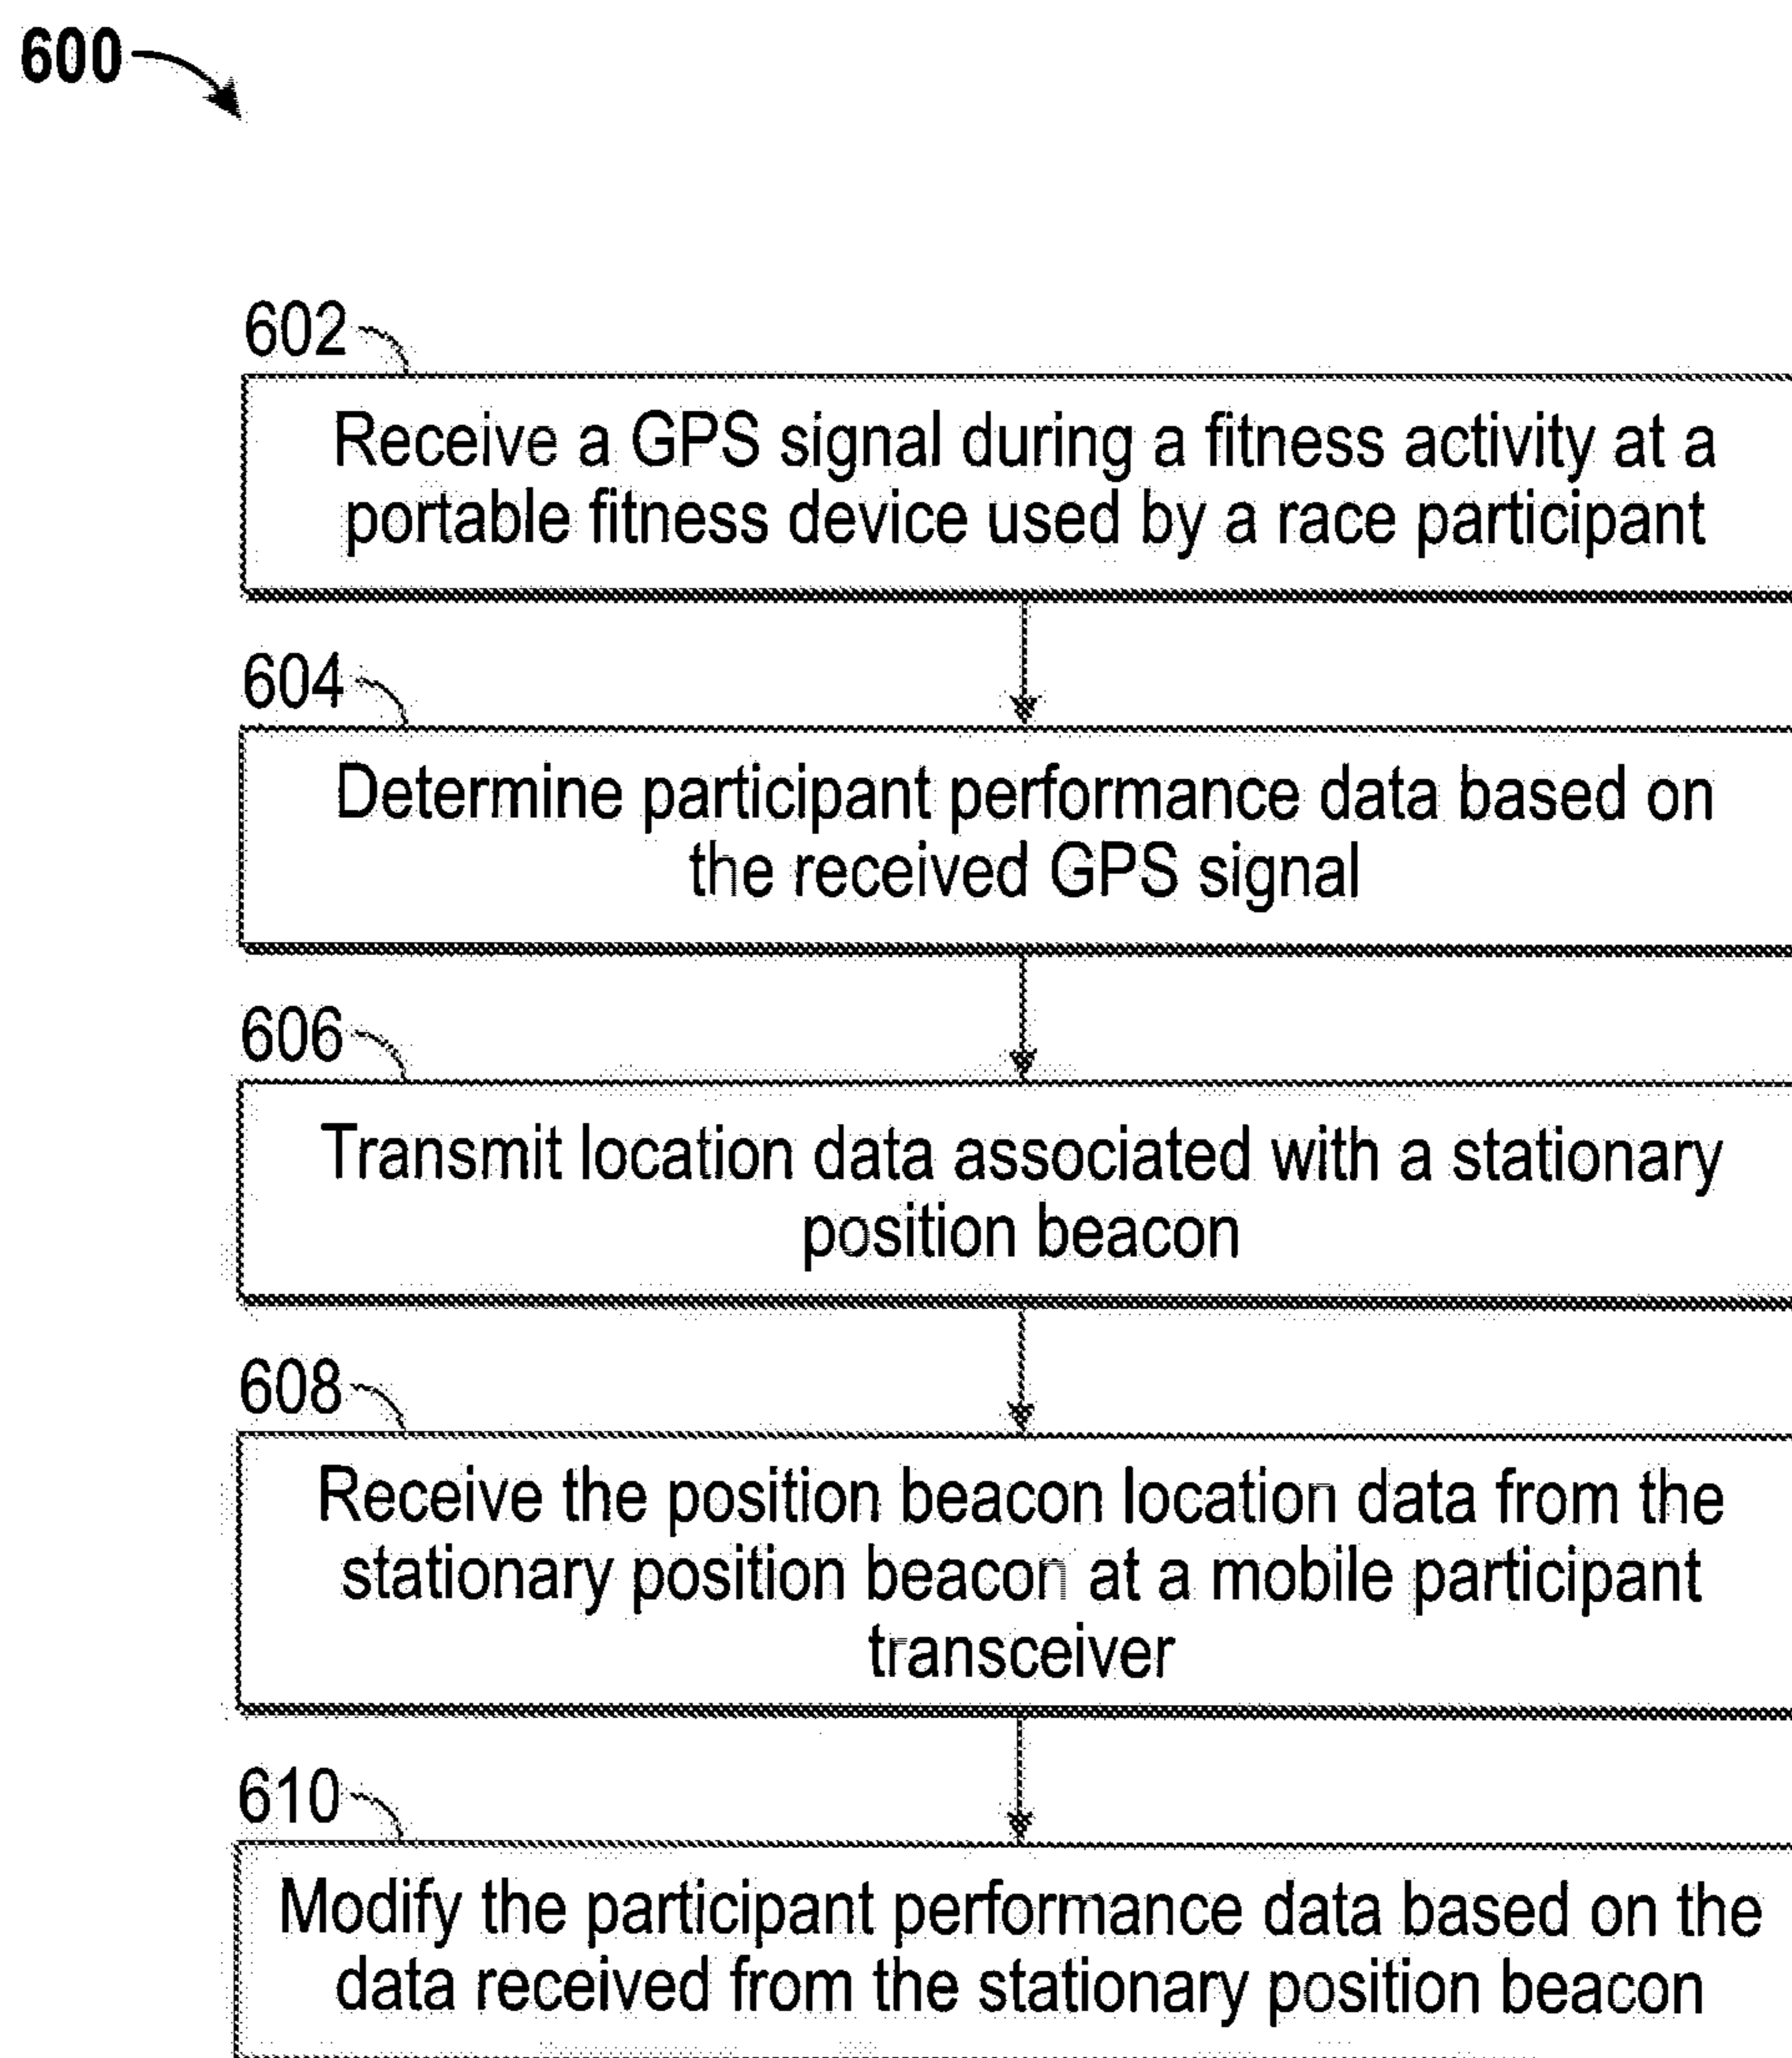 600
602
Receive a GPS signal during a fitness activity at a
portable fitness device used by a race participant
604
Determine participant performance data based on
the received GPS signal
606
Transmit location data associated with a stationary
position beacon
608
Receive the position beacon location data from the
stationary position beacon at a mobile participant
transceiver
610
Modify the participant performance data based on the
data received from the stationary position beacon